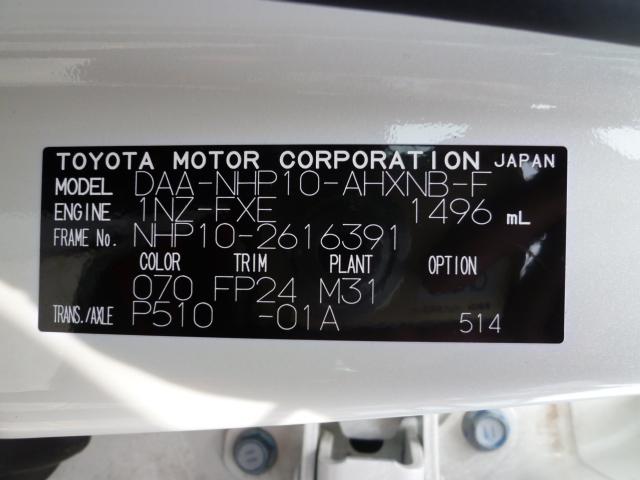 TOYOTA MOTOR CORPORATION JAPAN
MODEL DAA-NHP10-AHXNB-F
ENGINE 1NZ-FXE 1496 mL
FRAME No. NHP10-2616391
COLOR TRIM PLANT OPTION
070 FP24 M31
TRANS./AXLE P510 -01A 514